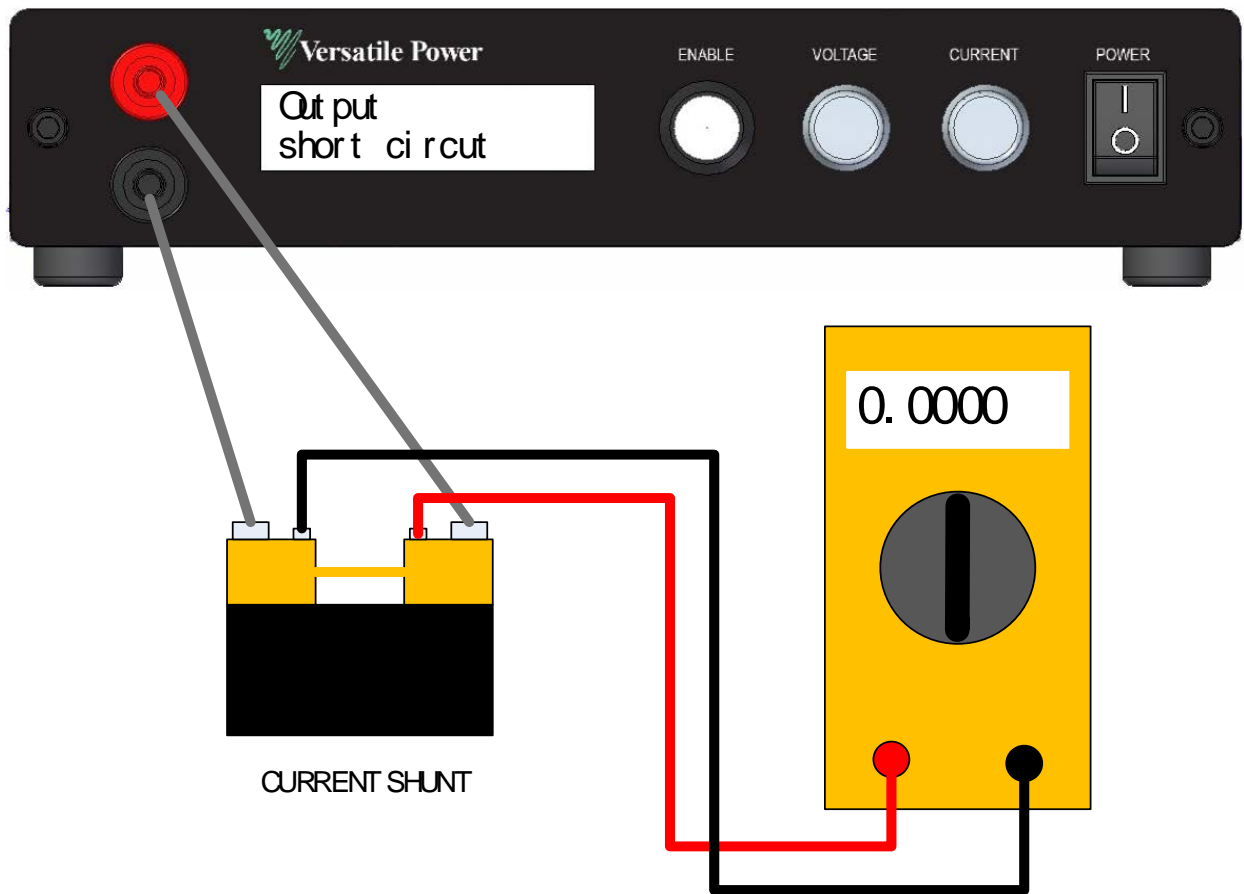 Versatile Power
Output
short circut
ENABLE
VOLTAGE
CURRENT
POWER
0.0000
CURRENT SHUNT